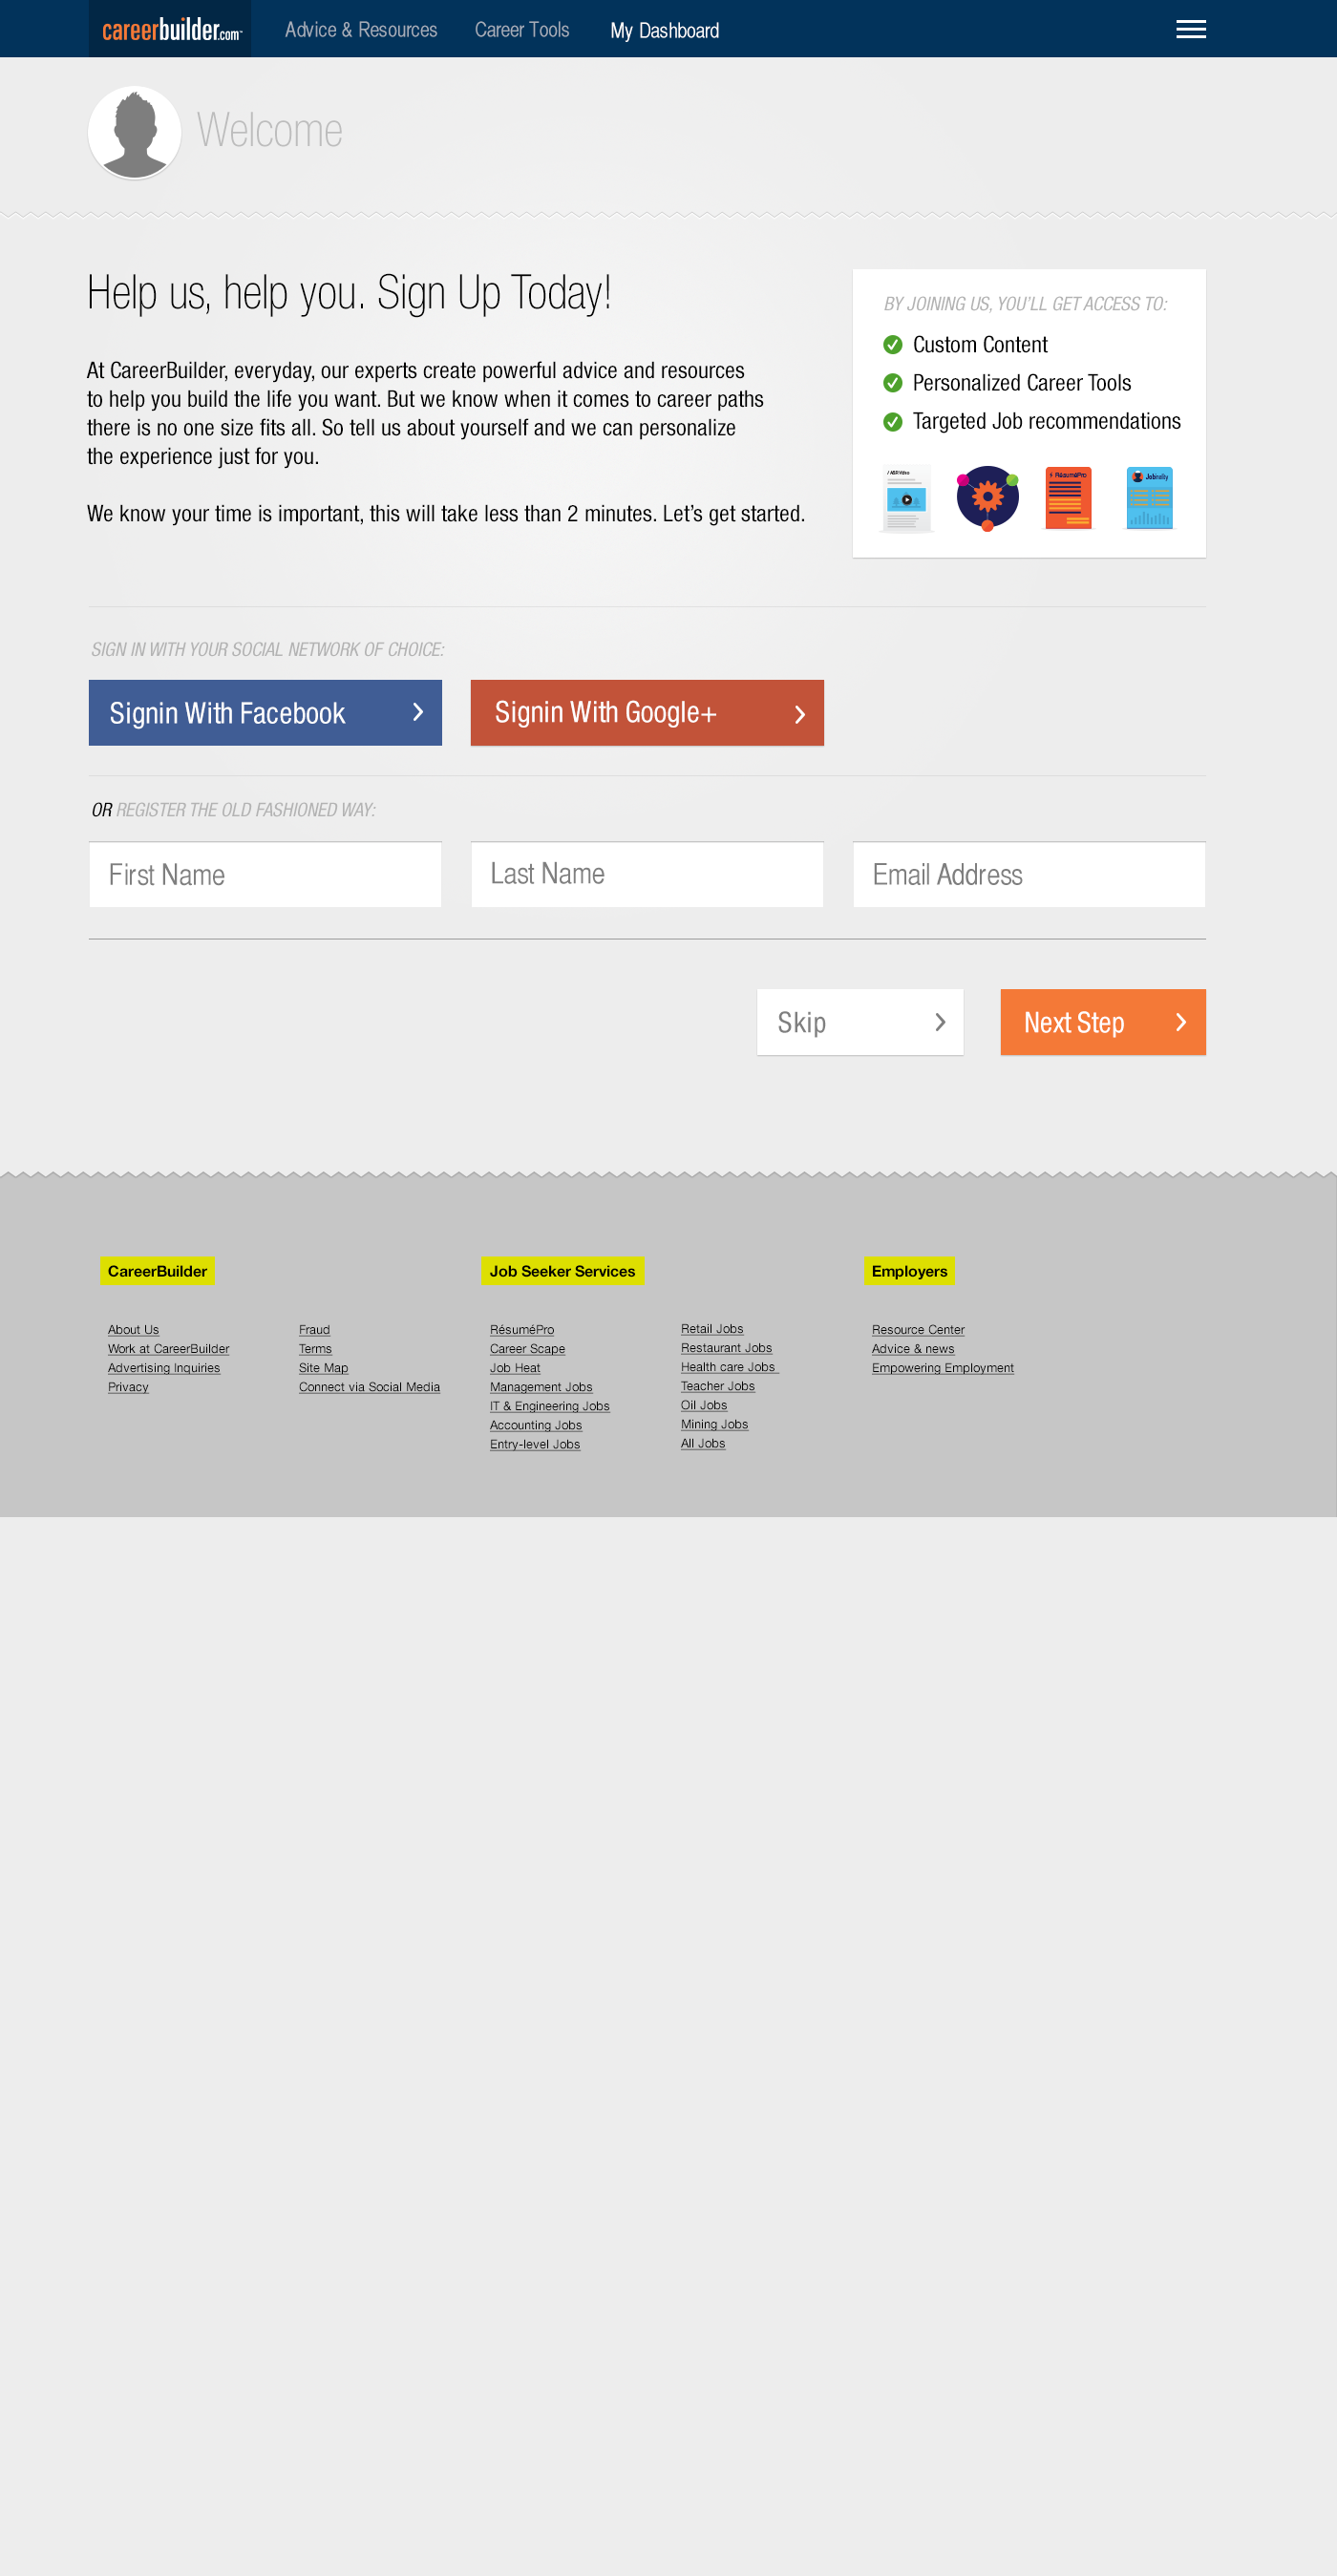 careerbuilder.com
Advice & Resources
Career Tools
My Dashboard
Welcome
Help us, help you. Sign Up Today!
At CareerBuilder, everyday, our experts create powerful advice and resources
to help you build the life you want. But we know when it comes to career paths
there is no one size fits all. So tell us about yourself and we can personalize
the experience just for you.
We know your time is important, this will take less than 2 minutes. Let's get started.
BY JOINING US, YOU'LL GET ACCESS TO:
Custom Content
Personalized Career Tools
Targeted Job recommendations
RésuméPro
SIGN IN WITH YOUR SOCIAL NETWORK OF CHOICE:
Signin With Facebook
Signin With Google+
OR REGISTER THE OLD FASHIONED WAY:
First Name
Last Name
Email Address
Skip
Next Step
CareerBuilder
About Us
Work at CareerBuilder
Advertising Inquiries
Privacy
Fraud
Terms
Site Map
Connect via Social Media
Job Seeker Services
RésuméPro
Career Scape
Job Heat
Management Jobs
IT & Engineering Jobs
Accounting Jobs
Entry-level Jobs
Retail Jobs
Restaurant Jobs
Health care Jobs
Teacher Jobs
Oil Jobs
Mining Jobs
All Jobs
Employers
Resource Center
Advice & news
Empowering Employment